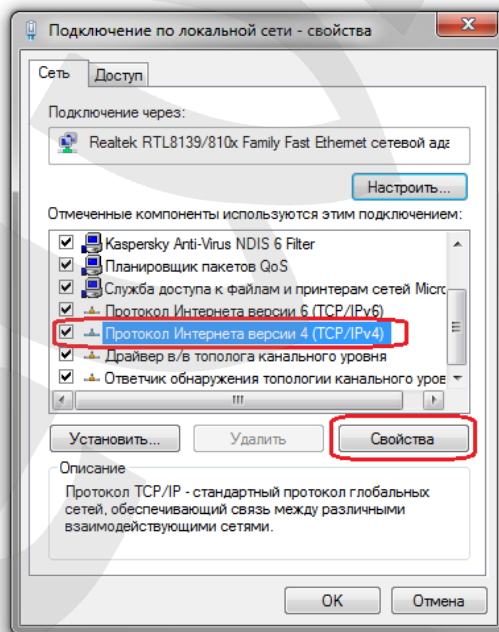 Подключение по локальной сети - свойства
Сеть
Доступ
Подключение через:
Realtek RTL8139/810x Family Fast Ethernet сетевой ада
Настроить...
Отмеченные компоненты используются этим подключением:
Kaspersky Anti-Virus NDIS 6 Filter
Планировщик пакетов QoS
Служба доступа к файлам и принтерам сетей Micro
Протокол Интернета версии 6 (TCP/IPv6)
Протокол Интернета версии 4 (TCP/IPv4)
Драйвер в/в тополога канального уровня
Ответчик обнаружения топологии канального уров
Установить...
Удалить
Свойства
Описание
Протокол TCP/IP - стандартный протокол глобальных
сетей, обеспечивающий связь между различными
взаимодействующими сетями.
OK
Отмена